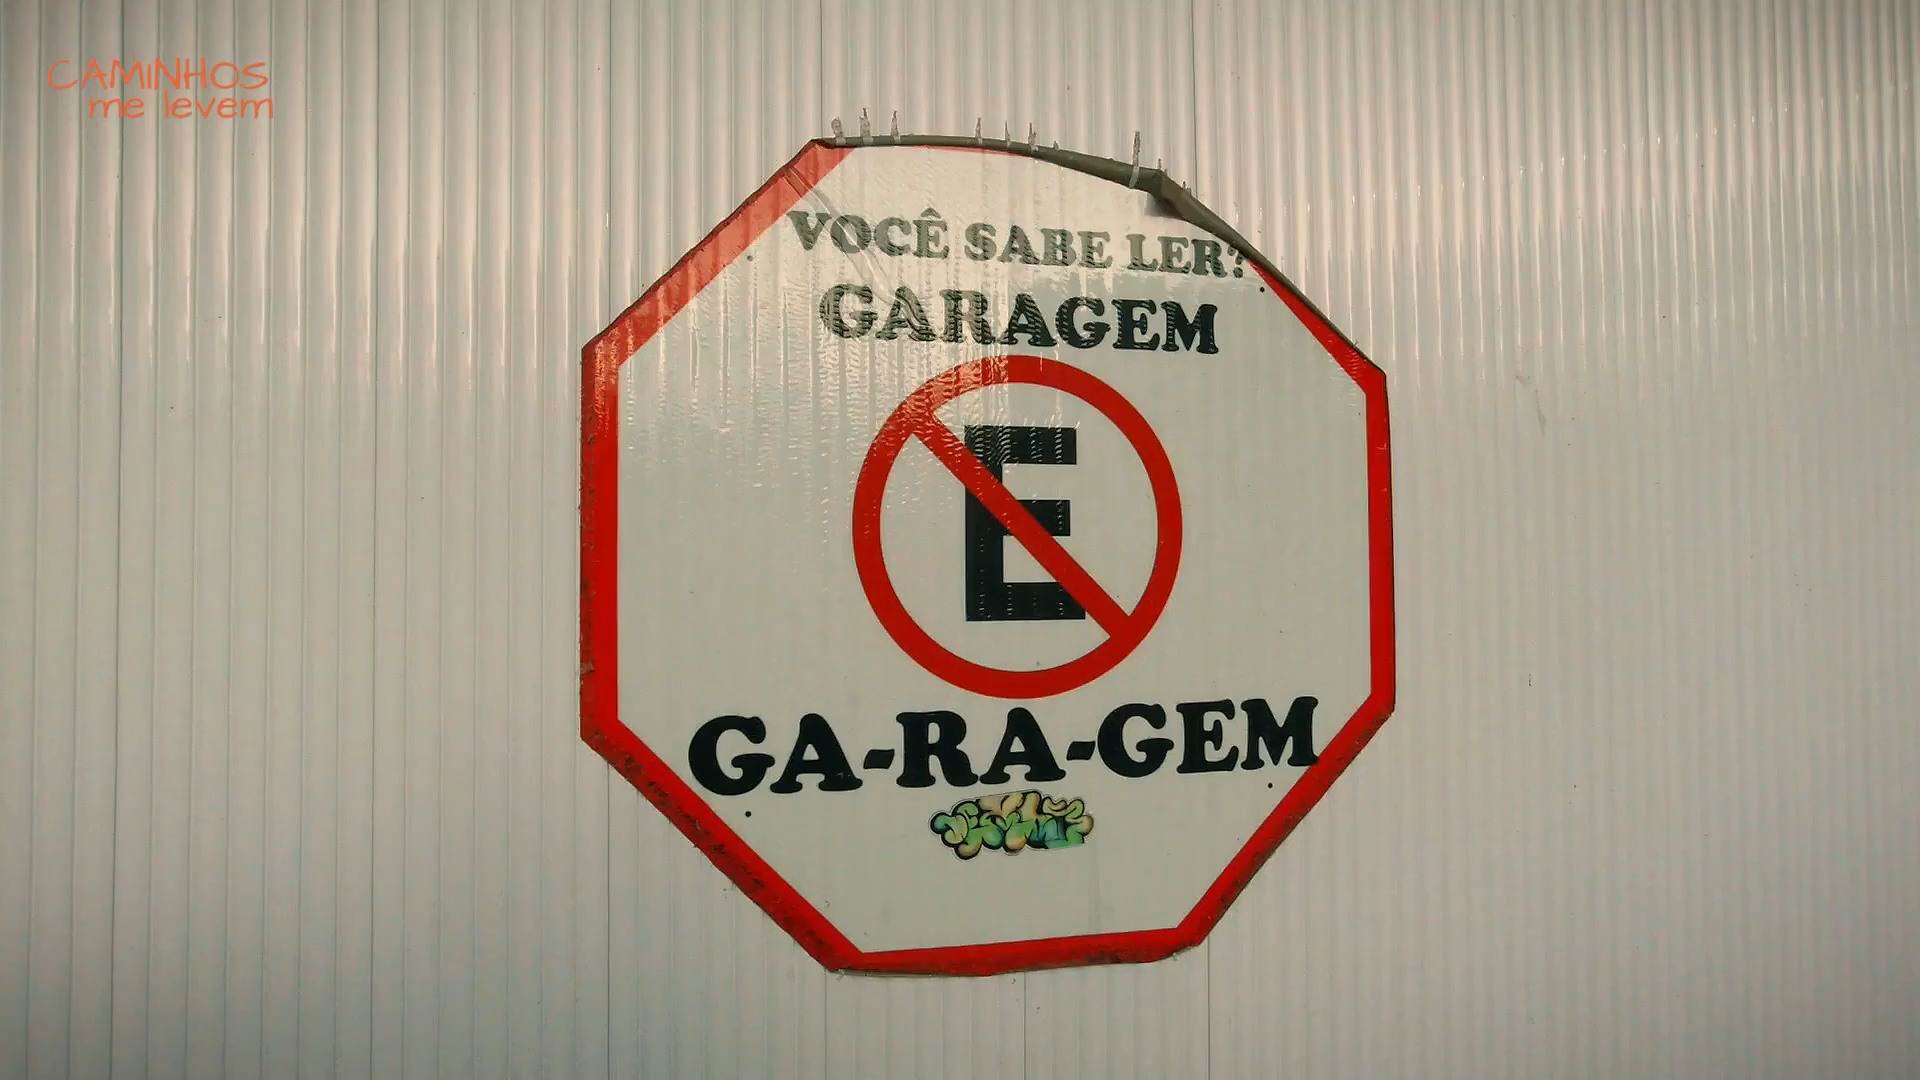 CAMINHOS
me levem
VOCÊ SABE LER?
GARAGEM
E
GA-RA-GEM